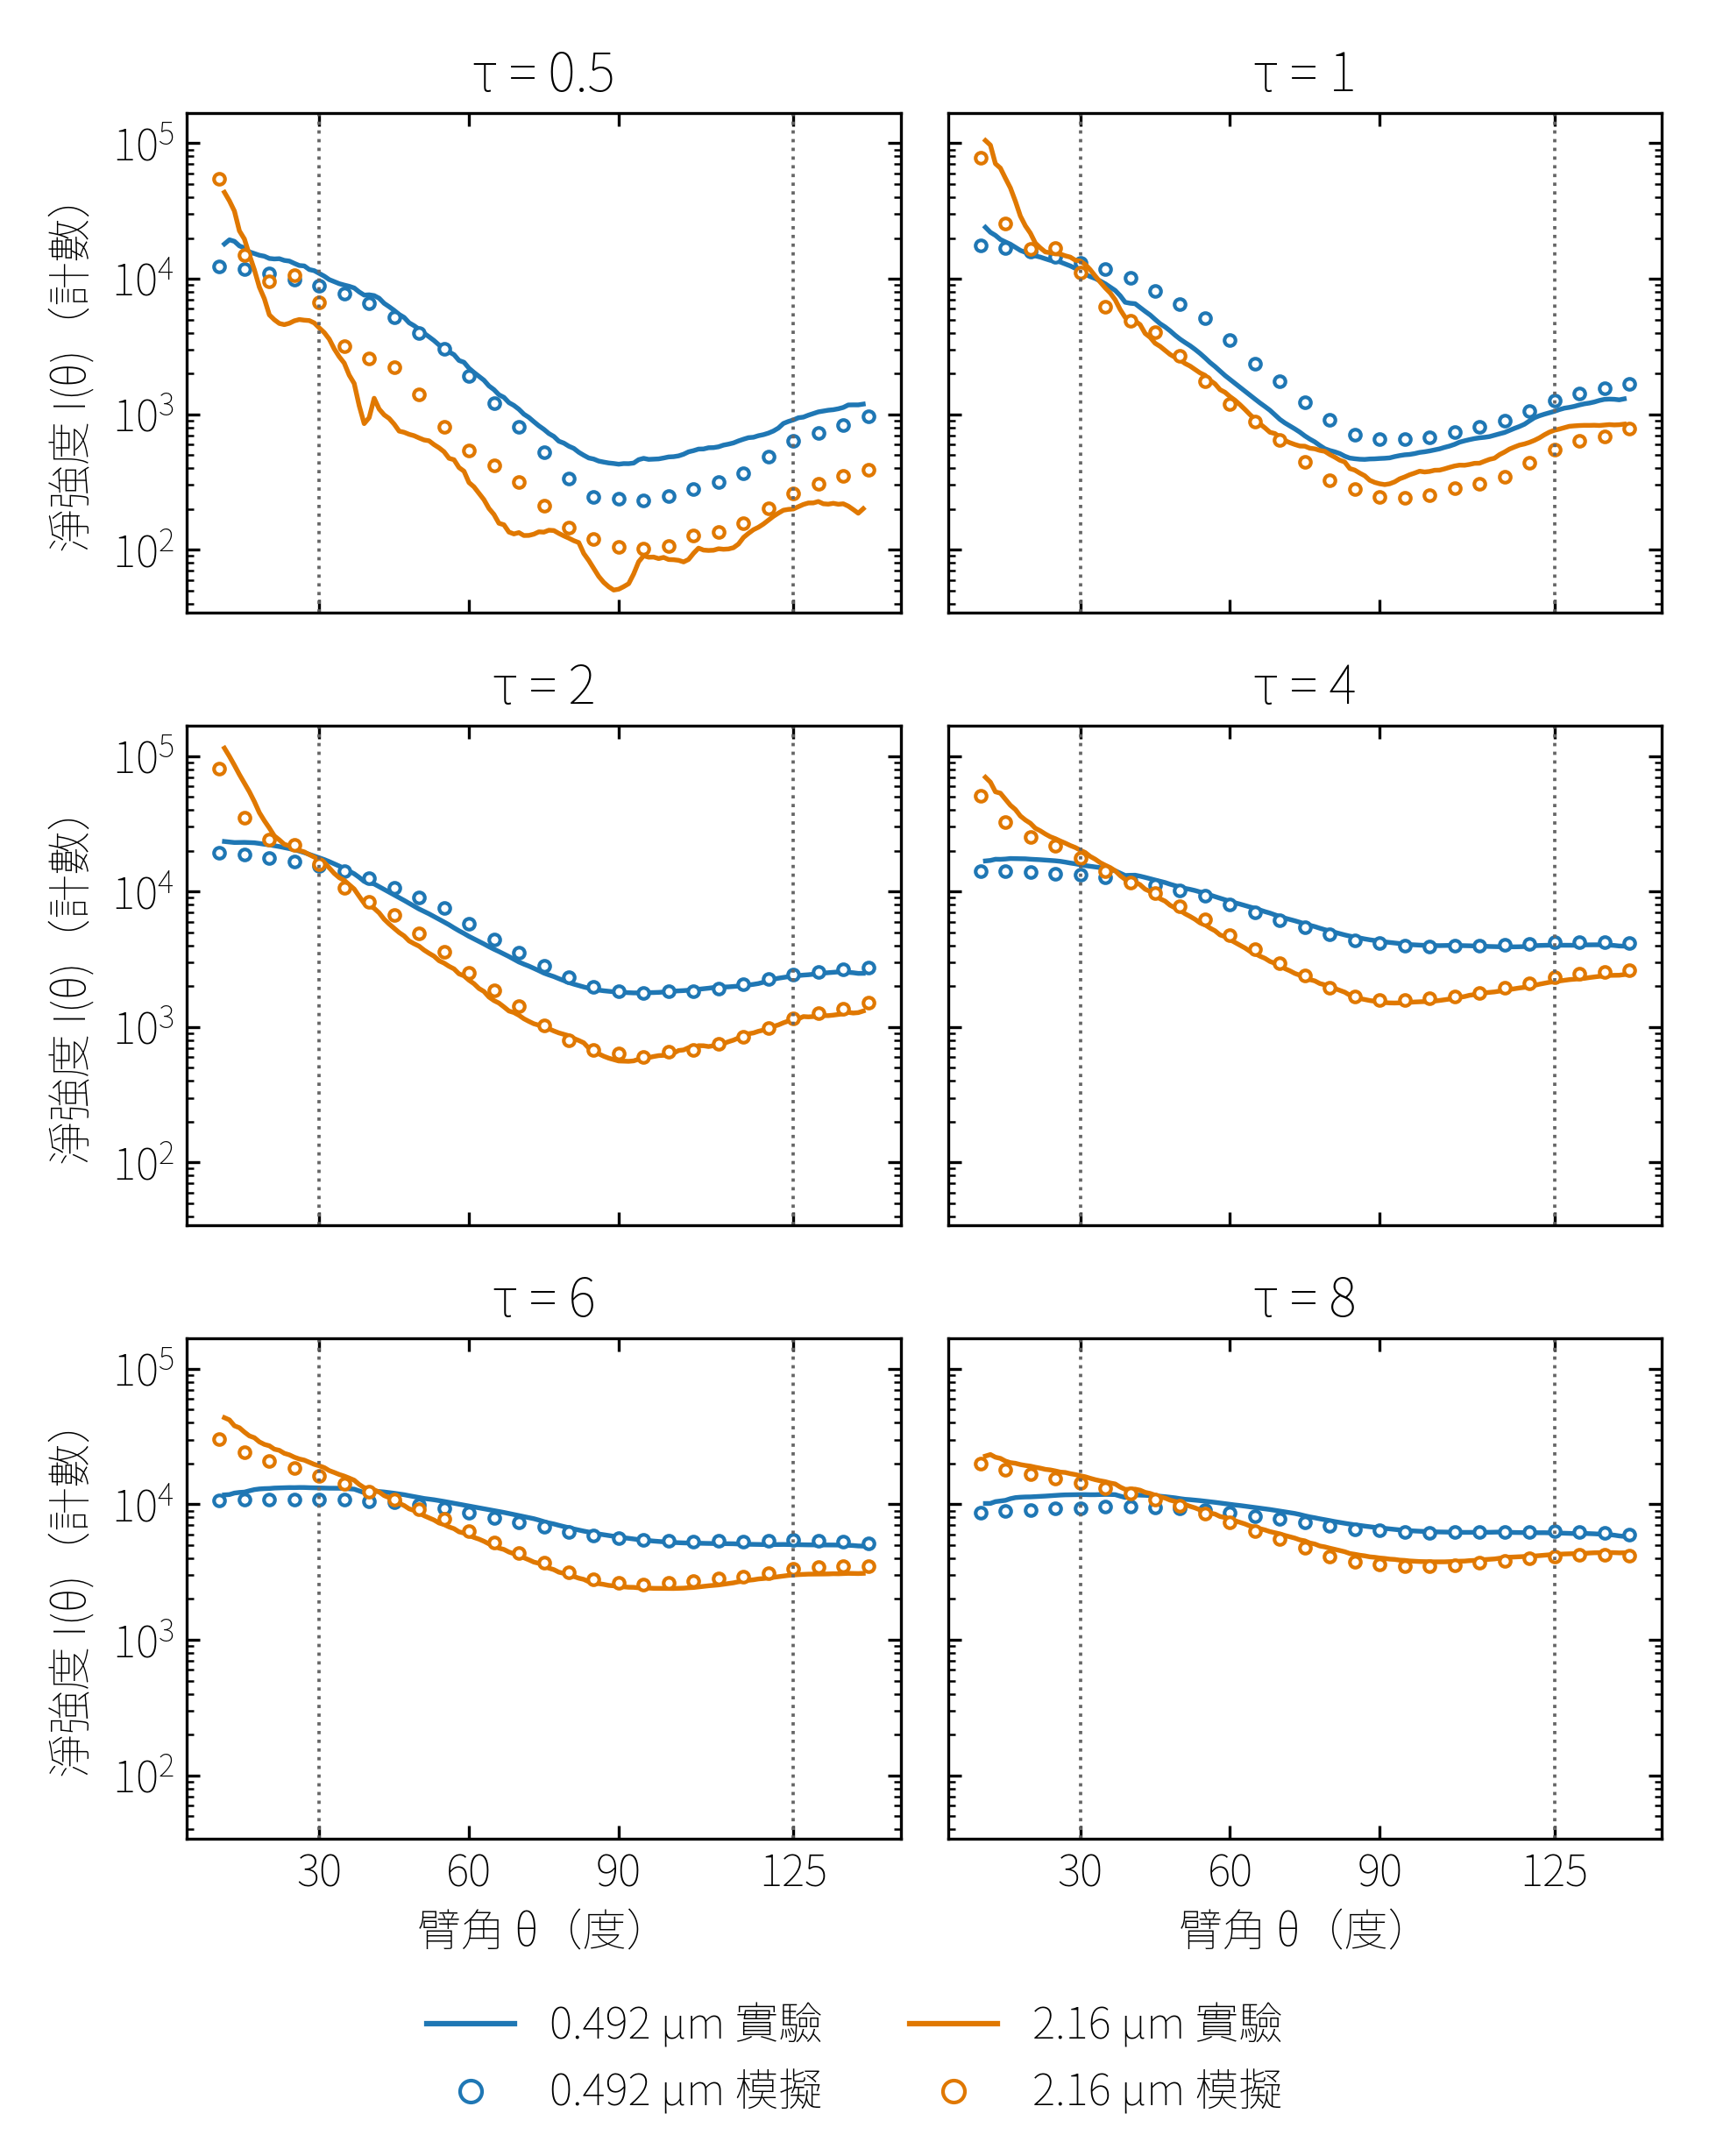 τ = 0.5
τ = 1
淨強度 I(θ)（計數）
10⁵
10⁴
10³
10²
τ = 2
τ = 4
淨強度 I(θ)（計數）
10⁵
10⁴
10³
10²
τ = 6
τ = 8
淨強度 I(θ)（計數）
10⁵
10⁴
10³
10²
30 60 90 125
30 60 90 125
臂角 θ（度）
臂角 θ（度）
0.492 μm 實驗
2.16 μm 實驗
0.492 μm 模擬
2.16 μm 模擬